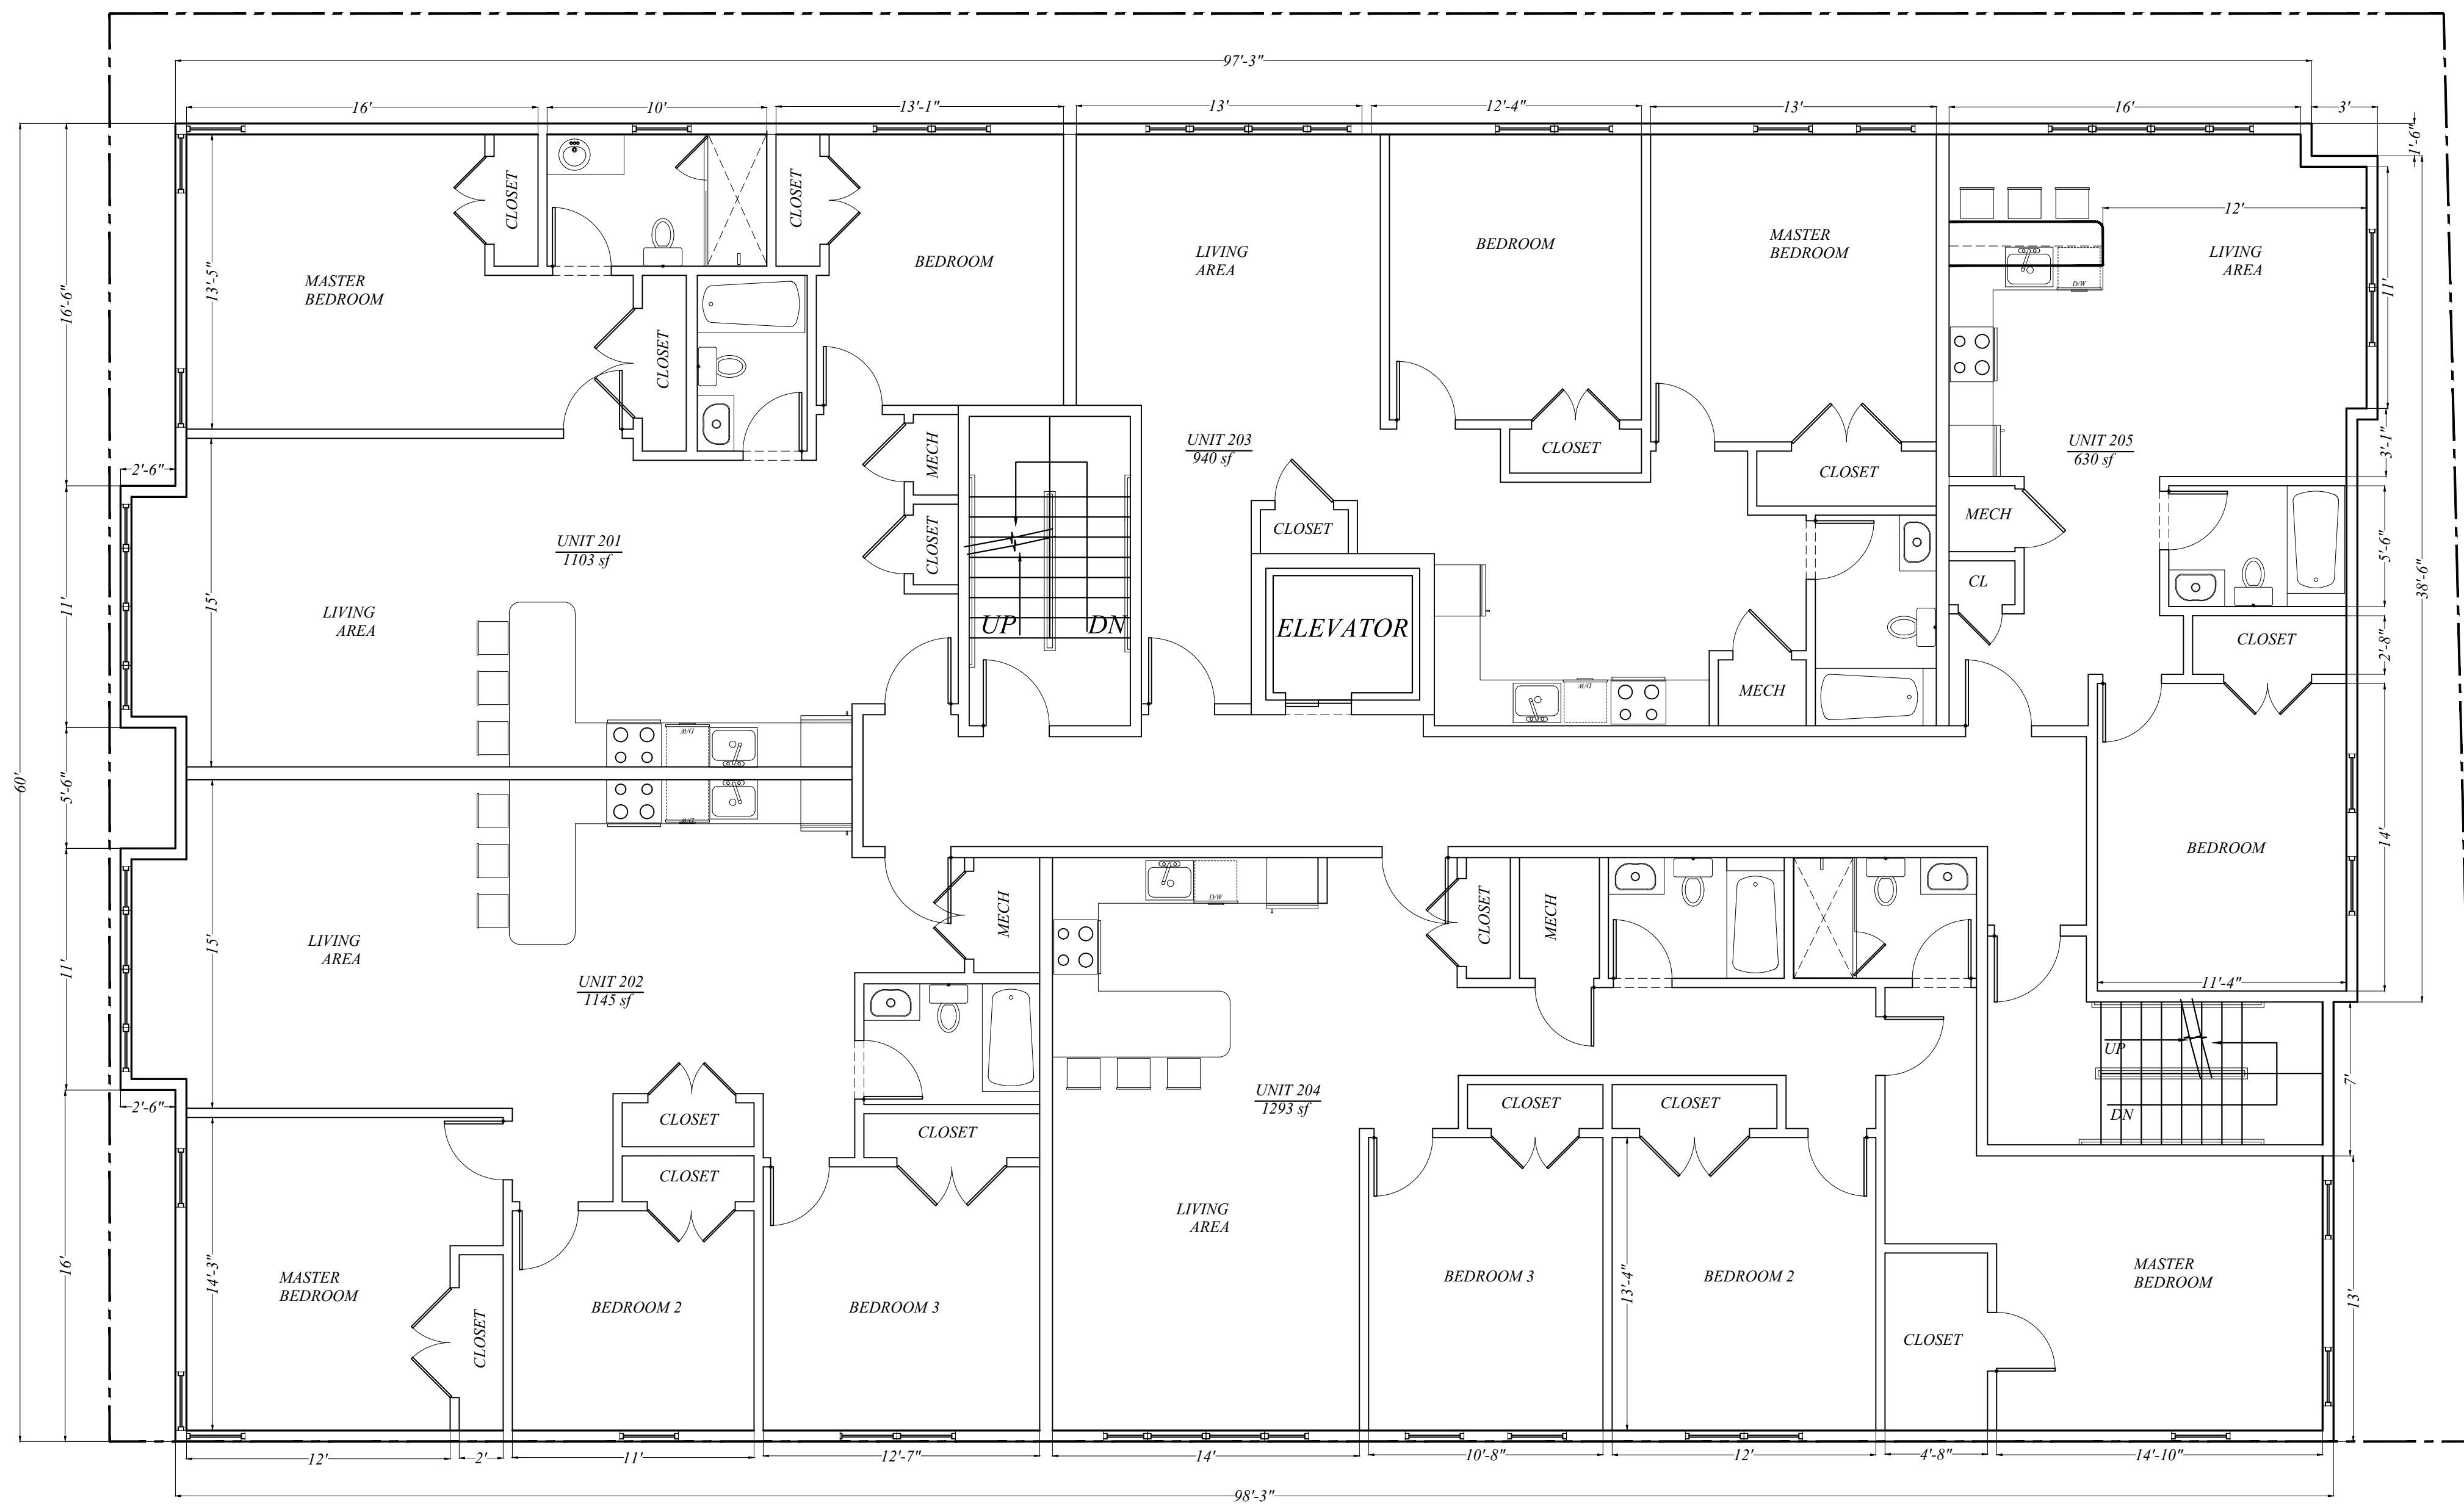 97'-3"
16'
10'
13'-1"
13'
12'-4"
13'
16'
3'
1'-6"
CLOSET
CLOSET
12'
MASTER
BEDROOM
13'-5"
BEDROOM
LIVING
AREA
BEDROOM
MASTER
BEDROOM
LIVING
AREA
D/W
11'
16'-6"
CLOSET
MECH
UNIT 203
940 sf
CLOSET
CLOSET
UNIT 205
630 sf
3'-1"
2'-6"
UNIT 201
1103 sf
CLOSET
CLOSET
MECH
5'-6"
38'-6"
CL
11'
15'
LIVING
AREA
UP
DN
ELEVATOR
CLOSET
2'-8"
MECH
D/W
D/W
60'
5'-6"
D/W
14'
BEDROOM
D/W
LIVING
AREA
15'
11'
MECH
CLOSET
MECH
UNIT 202
1145 sf
11'-4"
UP
DN
7'
2'-6"
CLOSET
CLOSET
UNIT 204
1293 sf
CLOSET
CLOSET
CLOSET
LIVING
AREA
16'
14'-3"
MASTER
BEDROOM
CLOSET
BEDROOM 2
BEDROOM 3
BEDROOM 3
13'-4"
BEDROOM 2
CLOSET
MASTER
BEDROOM
13'
12'
2'
11'
12'-7"
14'
10'-8"
12'
4'-8"
14'-10"
98'-3"